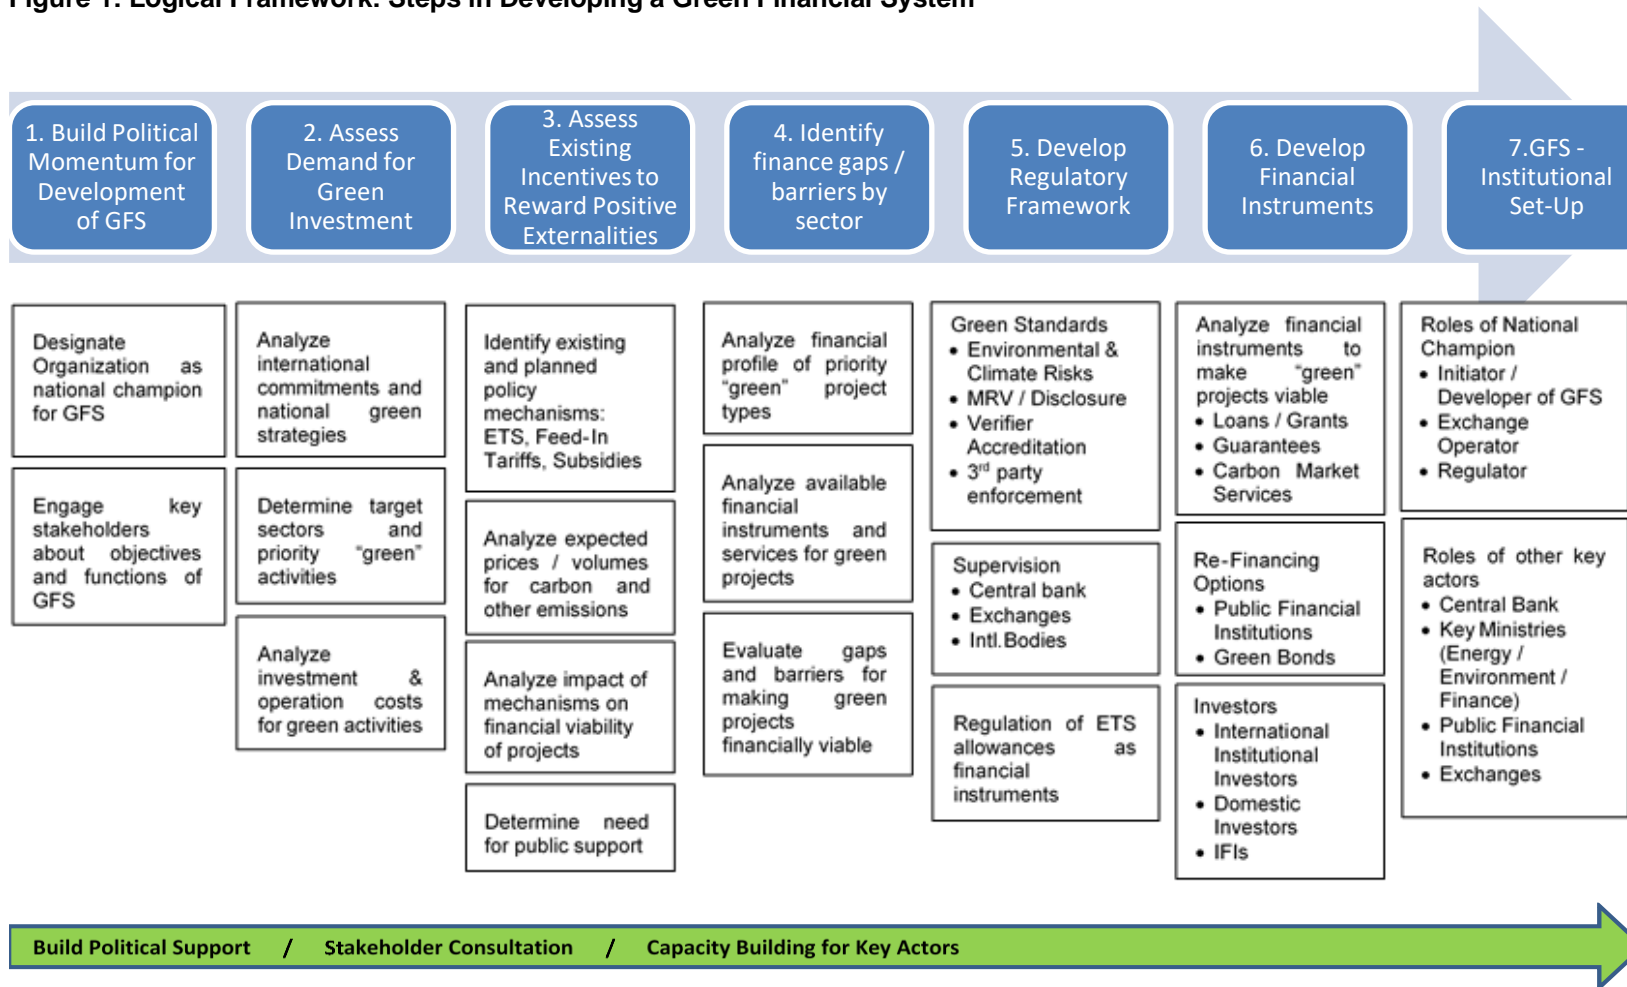 Figure 1: Logical Framework: Steps in Developing a Green Financial System
1. Build Political
Momentum for
Development
of GFS
2. Assess
Demand for
Green
Investment
3. Assess
Existing
Incentives to
Reward Positive
Externalities
4. Identify
finance gaps /
barriers by
sector
5. Develop
Regulatory
Framework
6. Develop
Financial
Instruments
7.GFS -
Institutional
Set-Up
Designate
Organization as
national champion
for GFS
Engage key
stakeholders
about objectives
and functions of
GFS
Analyze
international
commitments and
national green
strategies
Determine target
sectors and
priority “green”
activities
Analyze
investment &
operation costs
for green activities
Identify existing
and planned
policy
mechanisms:
ETS, Feed-In
Tariffs, Subsidies
Analyze expected
prices / volumes
for carbon and
other emissions
Analyze impact of
mechanisms on
financial viability
of projects
Determine need
for public support
Analyze financial
profile of priority
“green” project
types
Analyze available
financial
instruments and
services for green
projects
Evaluate gaps
and barriers for
making green
projects
financially viable
Green Standards
• Environmental &
Climate Risks
• MRV / Disclosure
• Verifier
Accreditation
• 3rd party
enforcement
Supervision
• Central bank
• Exchanges
• Intl.Bodies
Regulation of ETS
allowances as
financial
instruments
Analyze financial
instruments to
make “green”
projects viable
• Loans / Grants
• Guarantees
• Carbon Market
Services
Re-Financing
Options
• Public Financial
Institutions
• Green Bonds
Investors
• International
Institutional
Investors
• Domestic
Investors
• IFIs
Roles of National
Champion
• Initiator /
Developer of GFS
• Exchange
Operator
• Regulator
Roles of other key
actors
• Central Bank
• Key Ministries
(Energy /
Environment /
Finance)
• Public Financial
Institutions
• Exchanges
Build Political Support / Stakeholder Consultation / Capacity Building for Key Actors